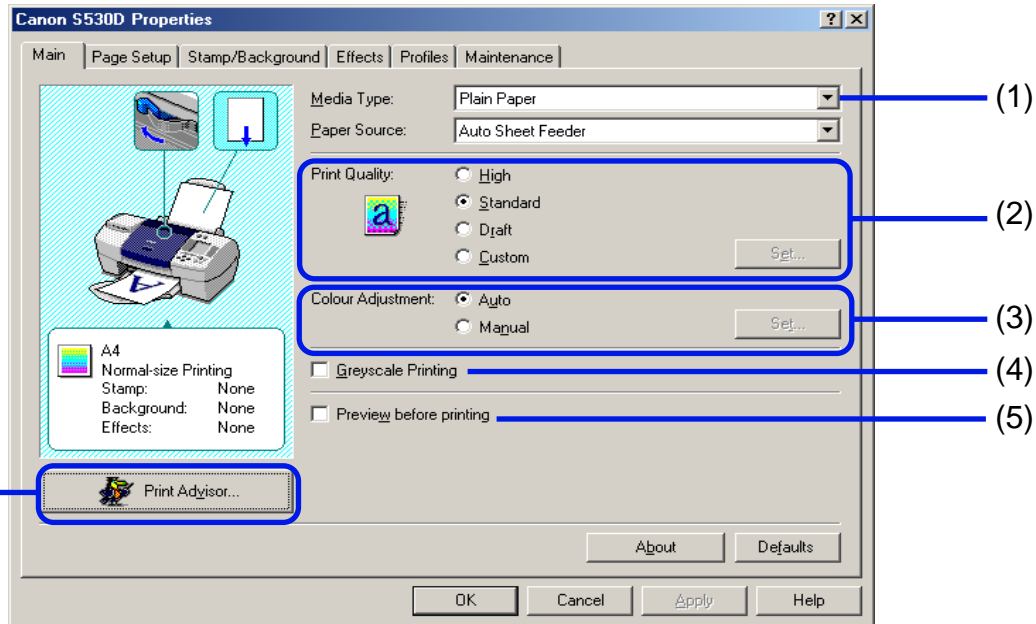 Canon S530D Properties
Main Page Setup Stamp/Background Effects Profiles Maintenance
Media Type: Plain Paper (1)
Paper Source: Auto Sheet Feeder
Print Quality: High
a
Standard (2)
Draft
Custom Set...
Colour Adjustment: Auto
Manual Set... (3)
Greyscale Printing (4)
Preview before printing (5)
A
A4
Normal-size Printing
Stamp: None
Background: None
Effects: None
Print Advisor...
About Defaults
OK Cancel Apply Help